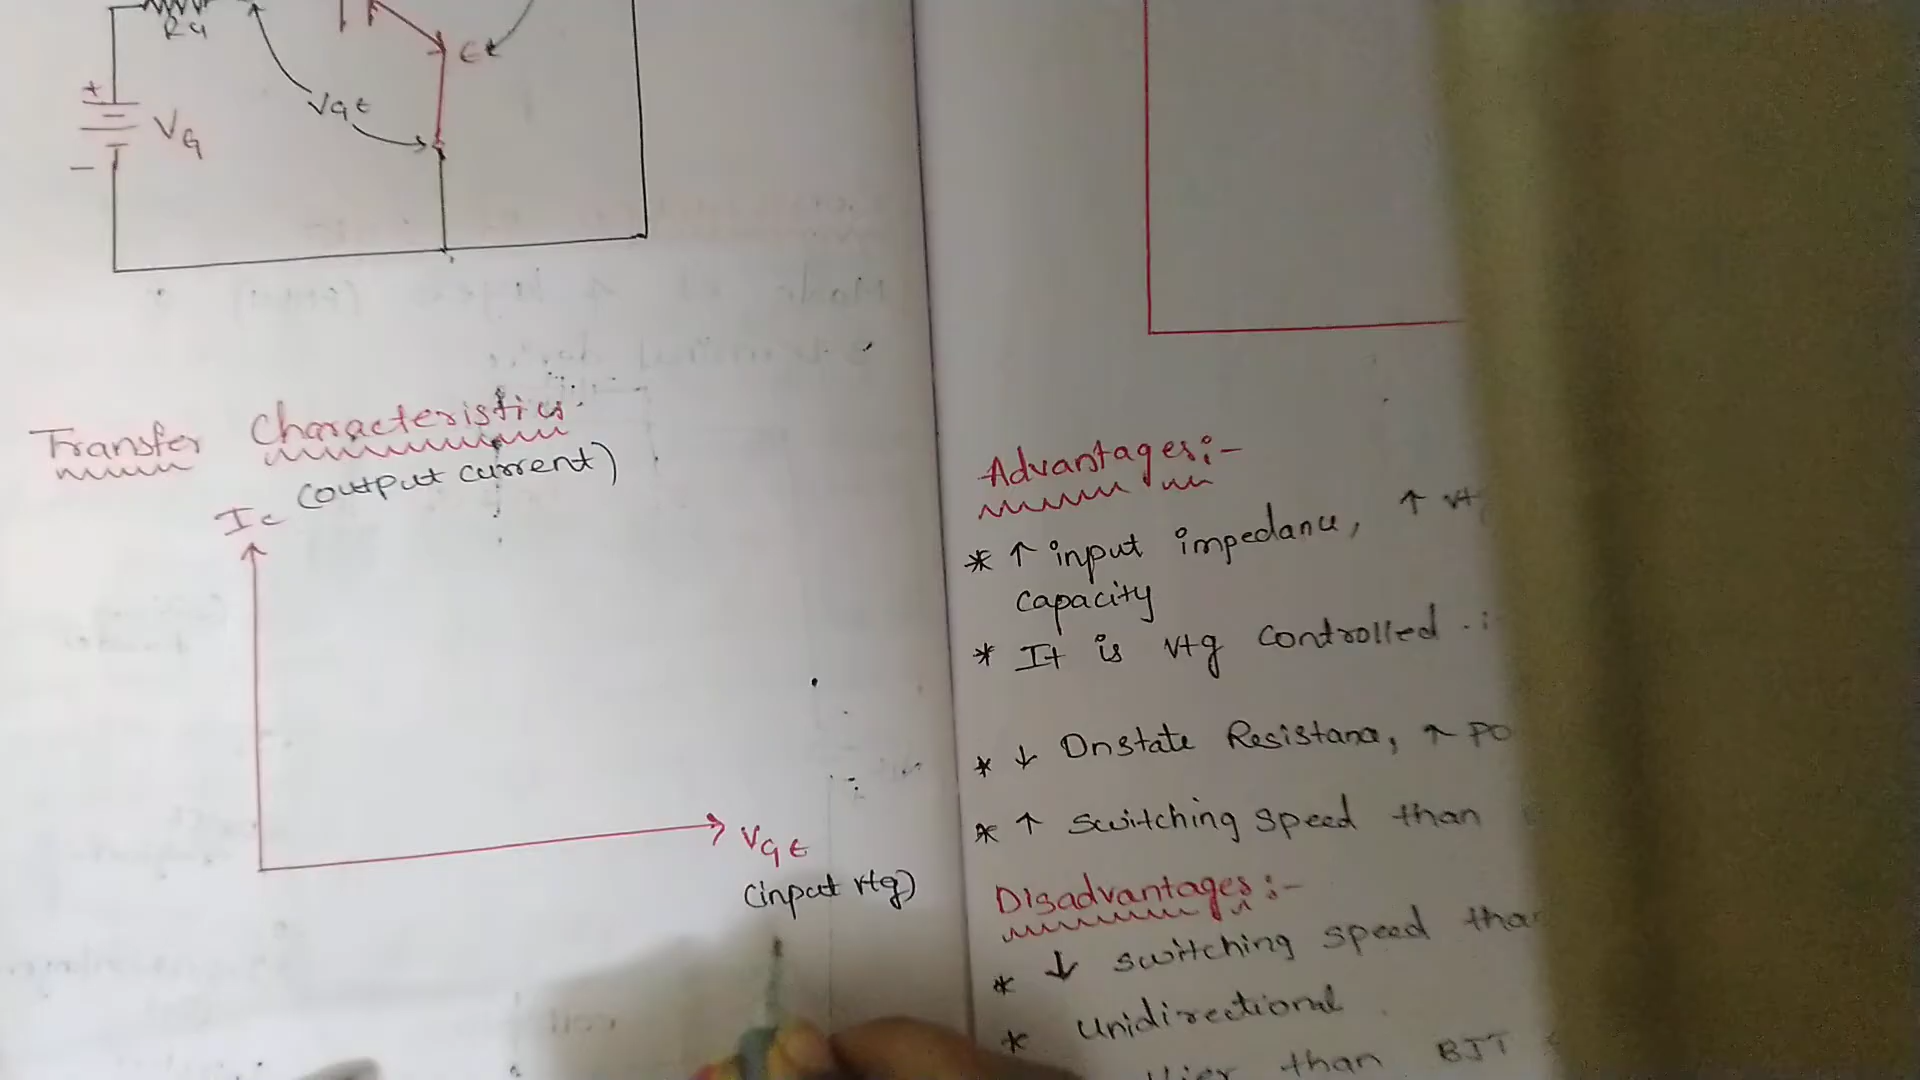 RG
E
+
VGE
VG
-
Transfer Characteristics
(output current)
Ic
VGE
(input vtg)
Advantages:-
* ↑ input impedance, ↑ vtg
capacity
* It is vtg controlled
* ↓ Onstate Resistance, ↑
* ↑ switching speed than
Disadvantages:-
* ↓ switching speed
* unidirectional
than BJT